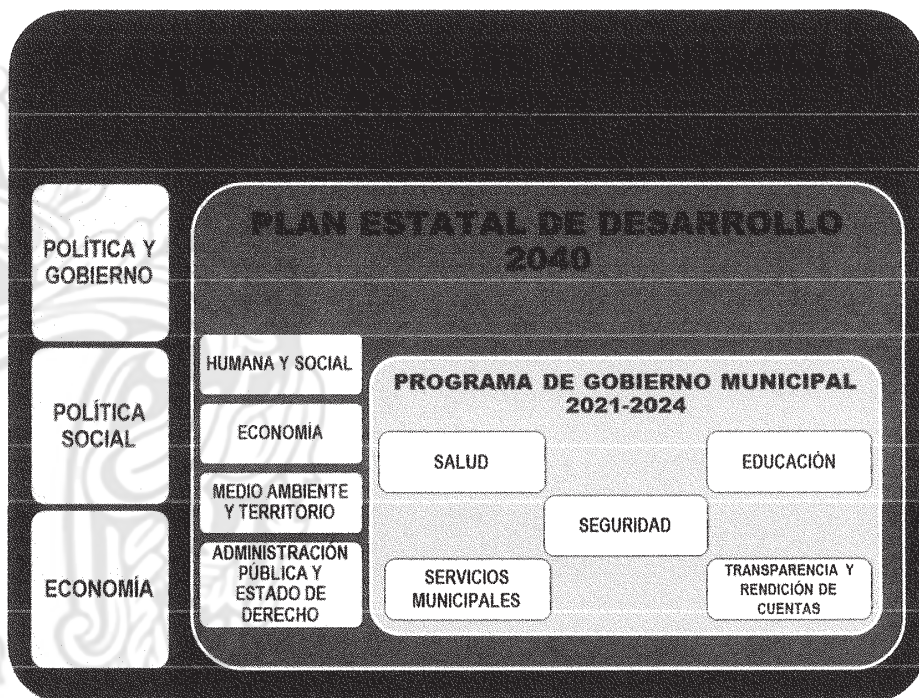 PLAN ESTATAL DE DESARROLLO
2040
POLÍTICA Y
GOBIERNO
POLÍTICA
SOCIAL
ECONOMÍA
HUMANA Y SOCIAL
ECONOMÍA
MEDIO AMBIENTE
Y TERRITORIO
ADMINISTRACIÓN
PÚBLICA Y
ESTADO DE
DERECHO
PROGRAMA DE GOBIERNO MUNICIPAL
2021-2024
SALUD
EDUCACIÓN
SEGURIDAD
SERVICIOS
MUNICIPALES
TRANSPARENCIA Y
RENDICIÓN DE
CUENTAS